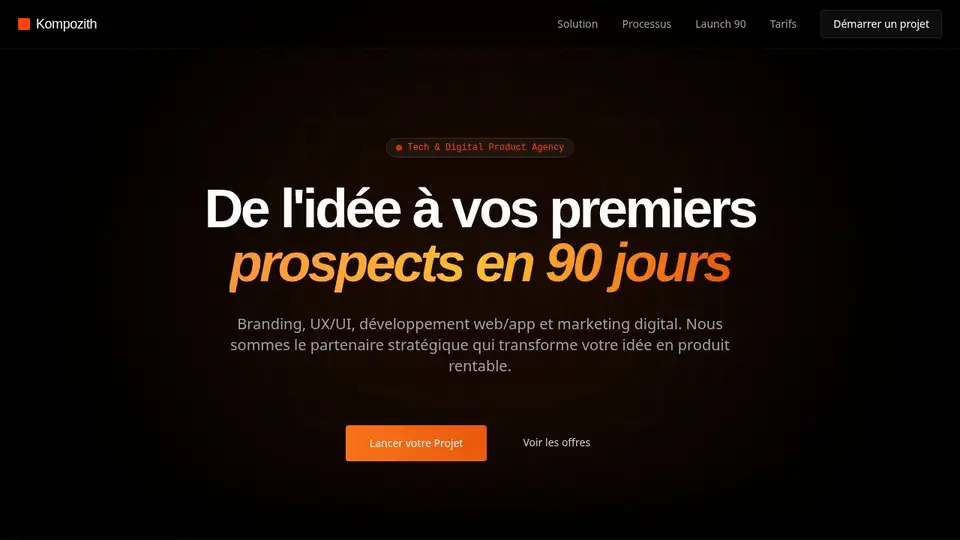 Kompozith
Solution
Processus
Launch 90
Tarifs
Démarrer un projet
Tech & Digital Product Agency
De l'idée à vos premiers
prospects en 90 jours
Branding, UX/UI, développement web/app et marketing digital. Nous
sommes le partenaire stratégique qui transforme votre idée en produit
rentable.
Lancer votre Projet
Voir les offres